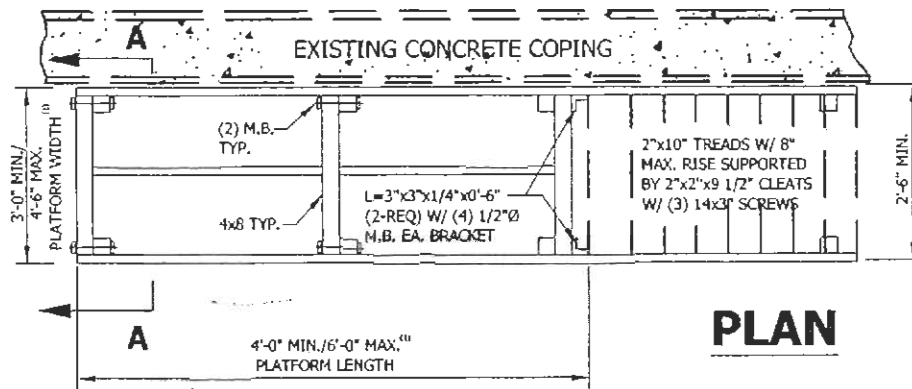 A
EXISTING CONCRETE COPING
(2) M.B.
TYP.
4x8 TYP.
L=3"x3"x1/4"x0'-6"
(2-REQ) W/ (4) 1/2"Ø
M.B. EA. BRACKET
2"x10" TREADS W/ 8"
MAX. RISE SUPPORTED
BY 2"x2"x9 1/2" CLEATS
W/ (3) 14x3" SCREWS
3'-0" MIN./
4'-6" MAX.
PLATFORM WIDTH(1)
2'-6" MIN.
A
4'-0" MIN./6'-0" MAX.(1)
PLATFORM LENGTH
PLAN